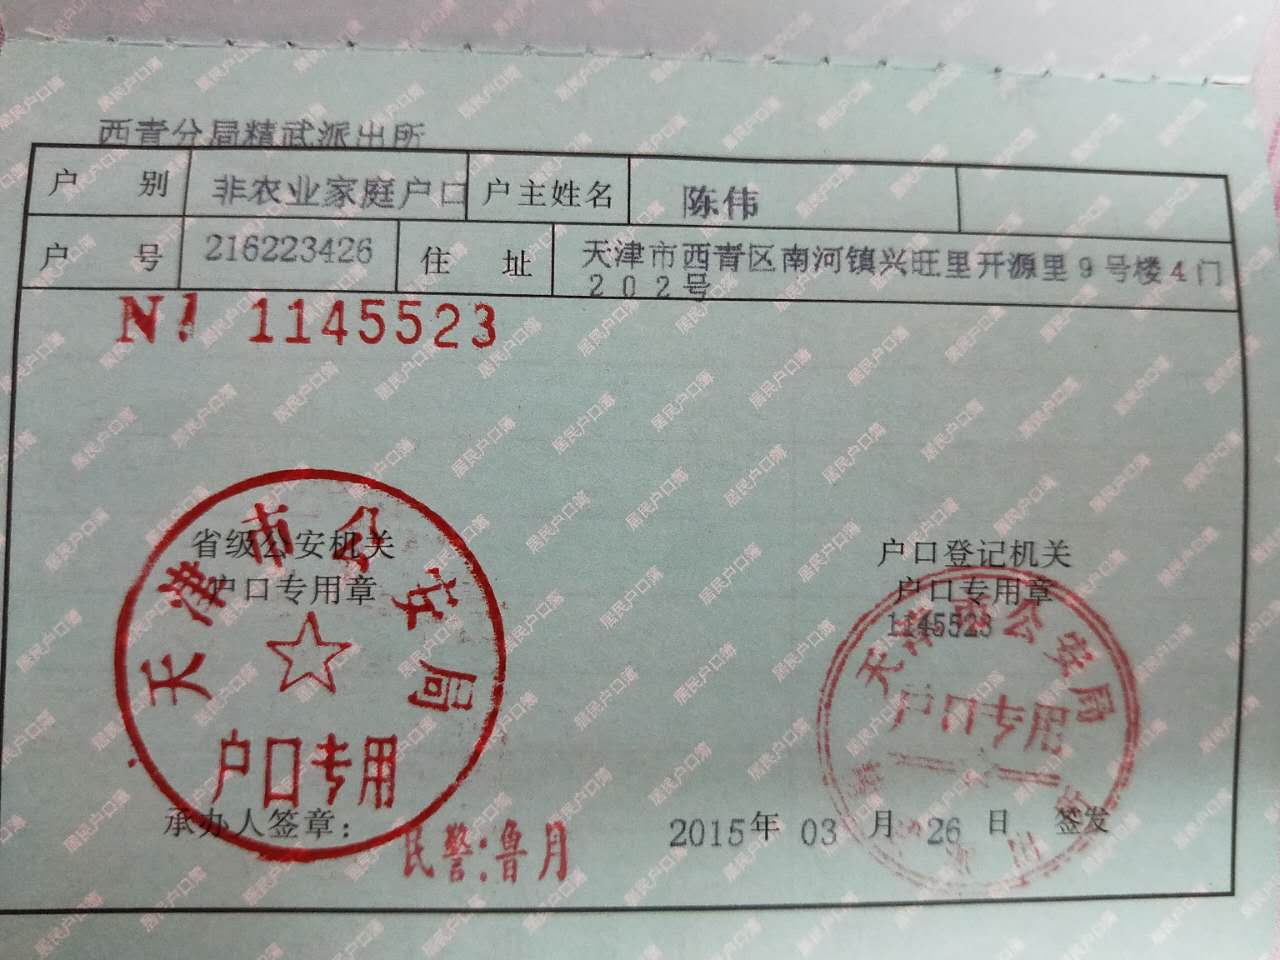 西青分局精武派出所
户 别 非农业家庭户口 户主姓名 陈伟
户 号 216223426 住 址 天津市西青区南河镇兴旺里开源里9号楼4门
202号
N! 1145523
省级公安机关
户口专用章
天津市公安局
户口专用
户口登记机关
户口专用章
1145523
天津市公安局
户口专用
承办人签章：
民警：鲁月
2015年 03 月 26 日 签发
居民户口簿